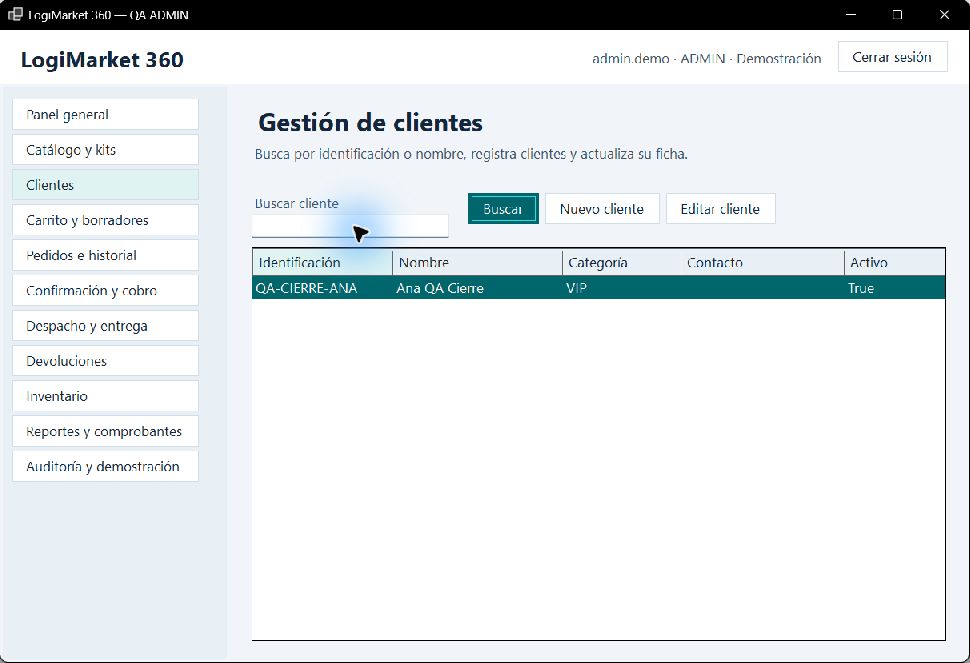 LogiMarket 360 — QA ADMIN
LogiMarket 360
admin.demo · ADMIN · Demostración
Cerrar sesión
Panel general
Catálogo y kits
Clientes
Carrito y borradores
Pedidos e historial
Confirmación y cobro
Despacho y entrega
Devoluciones
Inventario
Reportes y comprobantes
Auditoría y demostración
Gestión de clientes
Busca por identificación o nombre, registra clientes y actualiza su ficha.
Buscar cliente
Buscar Nuevo cliente Editar cliente
Identificación Nombre Categoría Contacto Activo
QA-CIERRE-ANA Ana QA Cierre VIP True